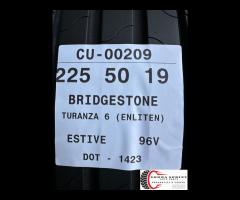 CU-00209
225 50 19
BRIDGESTONE
TURANZA 6 (ENLITEN)
ESTIVE 96V
DOT - 1423